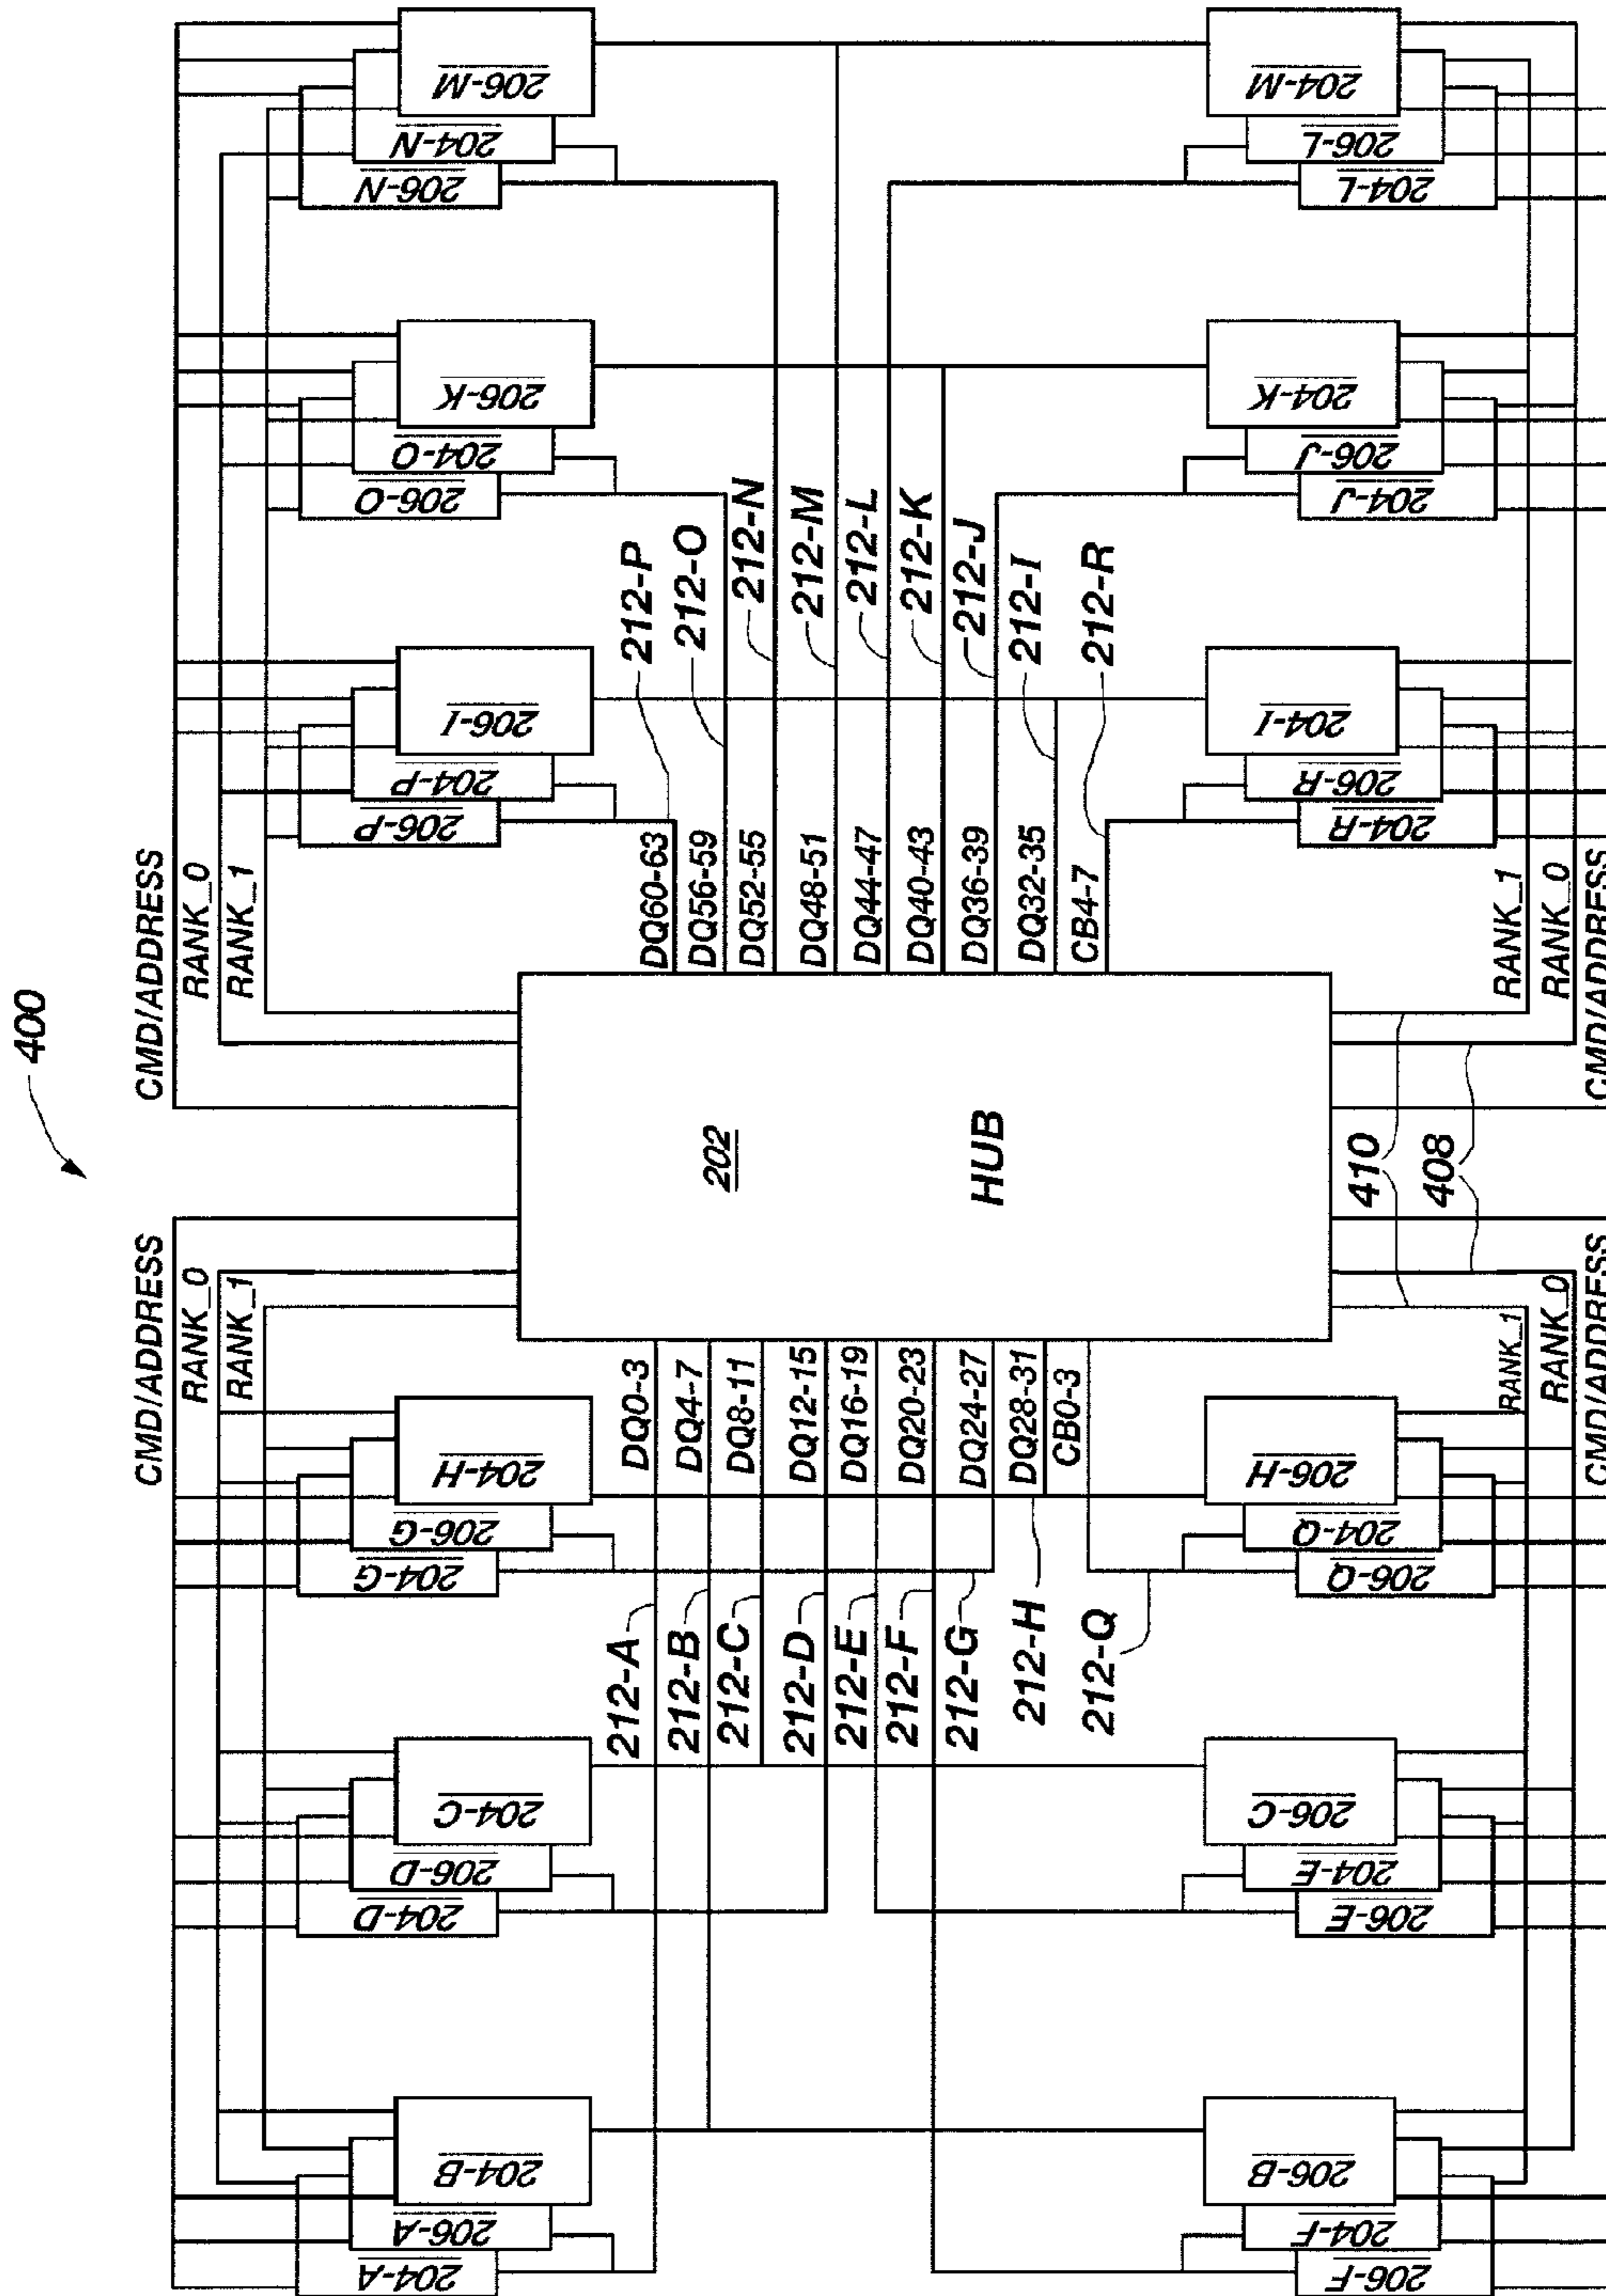 400
CMD/ADDRESS
RANK_0
RANK_1
CMD/ADDRESS
RANK_0
RANK_1
204-A
206-A
204-B
204-D
206-D
204-C
204-G
206-G
204-H
206-P
204-P
206-I
206-O
204-O
206-K
206-N
204-N
206-M
212-A
212-B
212-C
212-D
212-E
212-F
212-G
212-H
212-Q
DQ0-3
DQ4-7
DQ8-11
DQ12-15
DQ16-19
DQ20-23
DQ24-27
DQ28-31
CB0-3
202
HUB
DQ60-63
DQ56-59
DQ52-55
DQ48-51
DQ44-47
DQ40-43
DQ36-39
DQ32-35
CB4-7
212-P
212-O
212-N
212-M
212-L
212-K
212-J
212-I
212-R
206-F
204-F
206-B
206-E
204-E
206-C
206-Q
204-Q
206-H
204-R
206-R
204-I
204-J
206-J
204-K
204-L
206-L
204-M
RANK_1
RANK_0
CMD/ADDRESS
410
408
RANK_1
RANK_0
CMD/ADDRESS